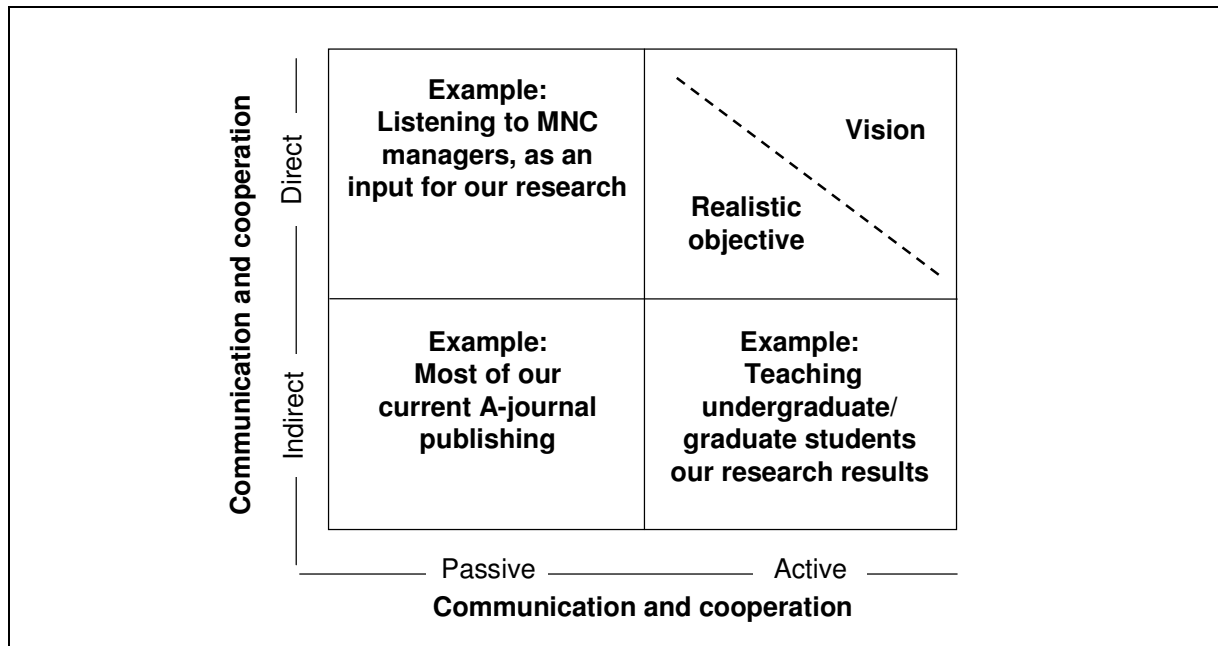 Communication and cooperation
Direct
Indirect
Example:
Listening to MNC
managers, as an
input for our research
Vision
Realistic
objective
Example:
Most of our
current A-journal
publishing
Example:
Teaching
undergraduate/
graduate students
our research results
Passive
Active
Communication and cooperation